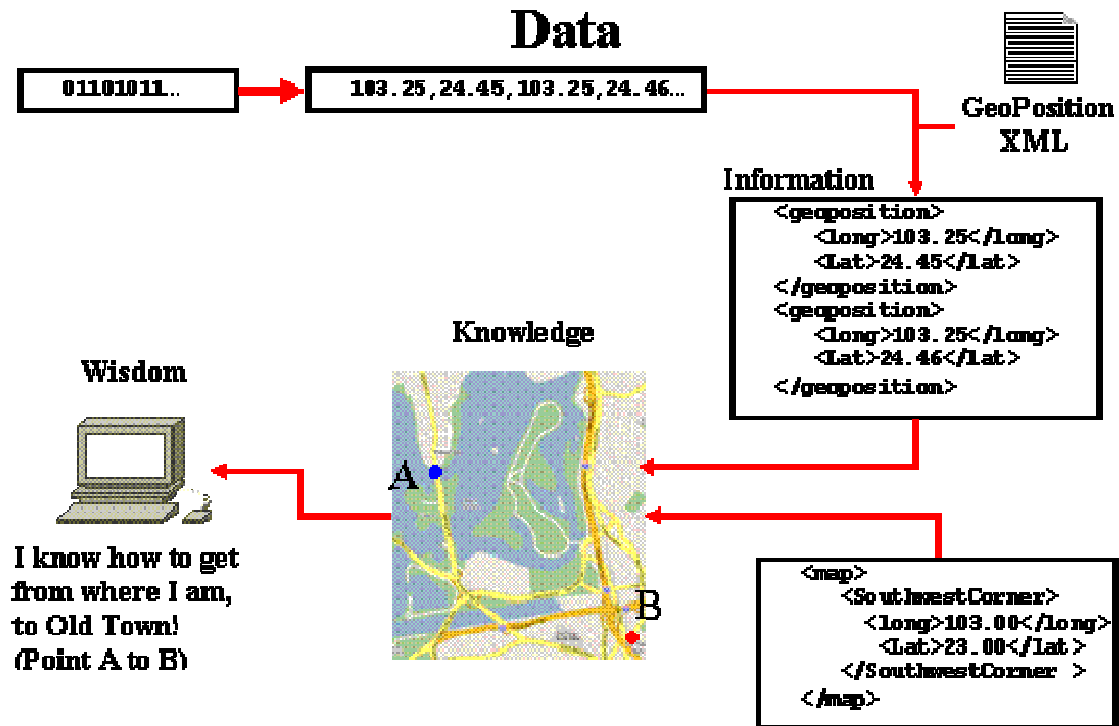 Data
01101011...
103.25,24.45,103.25,24.46...
GeoPosition
XML
Information
<geoposition>
<long>103.25</long>
<Lat>24.45</lat>
</geoposition>
<geoposition>
<long>103.25</long>
<Lat>24.46</lat>
</geoposition>
Knowledge
Wisdom
A
B
I know how to get
from where I am,
to Old Town!
(Point A to B)
<map>
<SouthwestCorner>
<long>103.00</long>
<Lat>23.00</lat>
</SouthwestCorner >
</map>